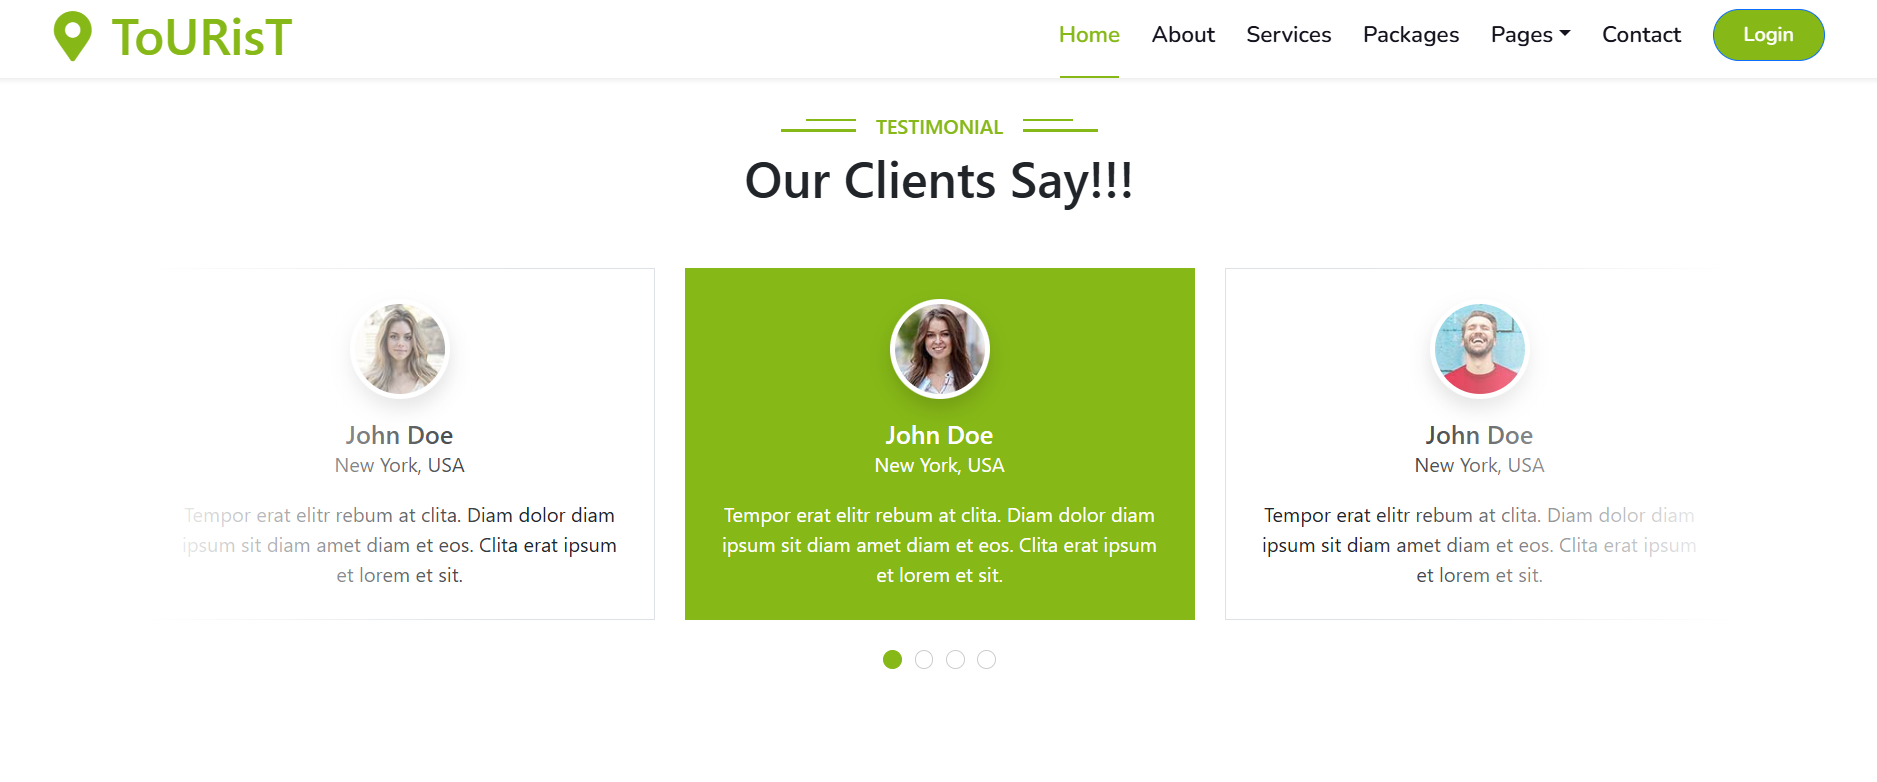 ToURisT
Home About Services Packages Pages Contact Login
TESTIMONIAL
Our Clients Say!!!
John Doe
New York, USA
Tempor erat elitr rebum at clita. Diam dolor diam
ipsum sit diam amet diam et eos. Clita erat ipsum
et lorem et sit.
John Doe
New York, USA
Tempor erat elitr rebum at clita. Diam dolor diam
ipsum sit diam amet diam et eos. Clita erat ipsum
et lorem et sit.
John Doe
New York, USA
Tempor erat elitr rebum at clita. Diam dolor diam
ipsum sit diam amet diam et eos. Clita erat ipsum
et lorem et sit.